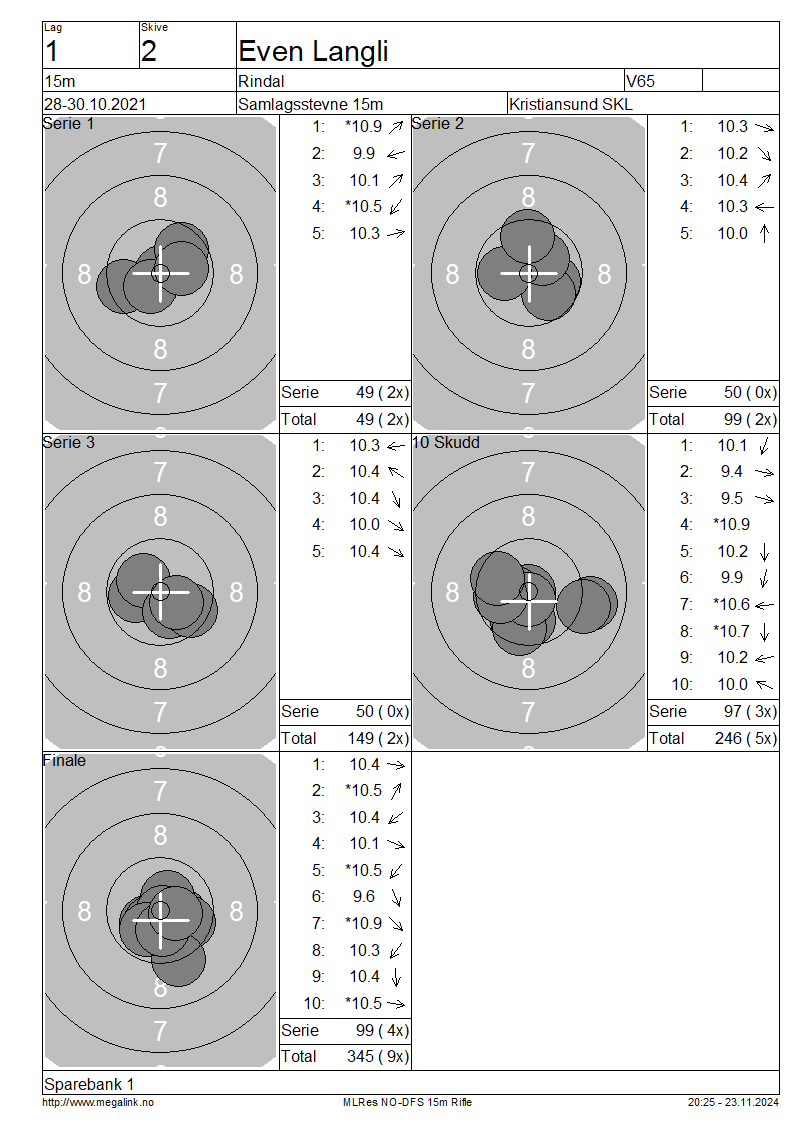 Lag
Skive
1
2
Even Langli
15m
Rindal
V65
28-30.10.2021
Samlagsstevne 15m
Kristiansund SKL
Serie 1
7
8
8
8
8
7
1: *10.9
2: 9.9
3: 10.1
4: *10.5
5: 10.3
Serie 49 ( 2x)
Total 49 ( 2x)
Serie 2
7
8
8
8
8
7
1: 10.3
2: 10.2
3: 10.4
4: 10.3
5: 10.0
Serie 50 ( 0x)
Total 99 ( 2x)
Serie 3
7
8
8
8
8
7
1: 10.3
2: 10.4
3: 10.4
4: 10.0
5: 10.4
Serie 50 ( 0x)
Total 149 ( 2x)
10 Skudd
7
8
8
8
7
1: 10.1
2: 9.4
3: 9.5
4: *10.9
5: 10.2
6: 9.9
7: *10.6
8: *10.7
9: 10.2
10: 10.0
Serie 97 ( 3x)
Total 246 ( 5x)
Finale
7
8
8
8
8
7
1: 10.4
2: *10.5
3: 10.4
4: 10.1
5: *10.5
6: 9.6
7: *10.9
8: 10.3
9: 10.4
10: *10.5
Serie 99 ( 4x)
Total 345 ( 9x)
Sparebank 1
http://www.megalink.no
MLRes NO-DFS 15m Rifle
20:25 - 23.11.2024